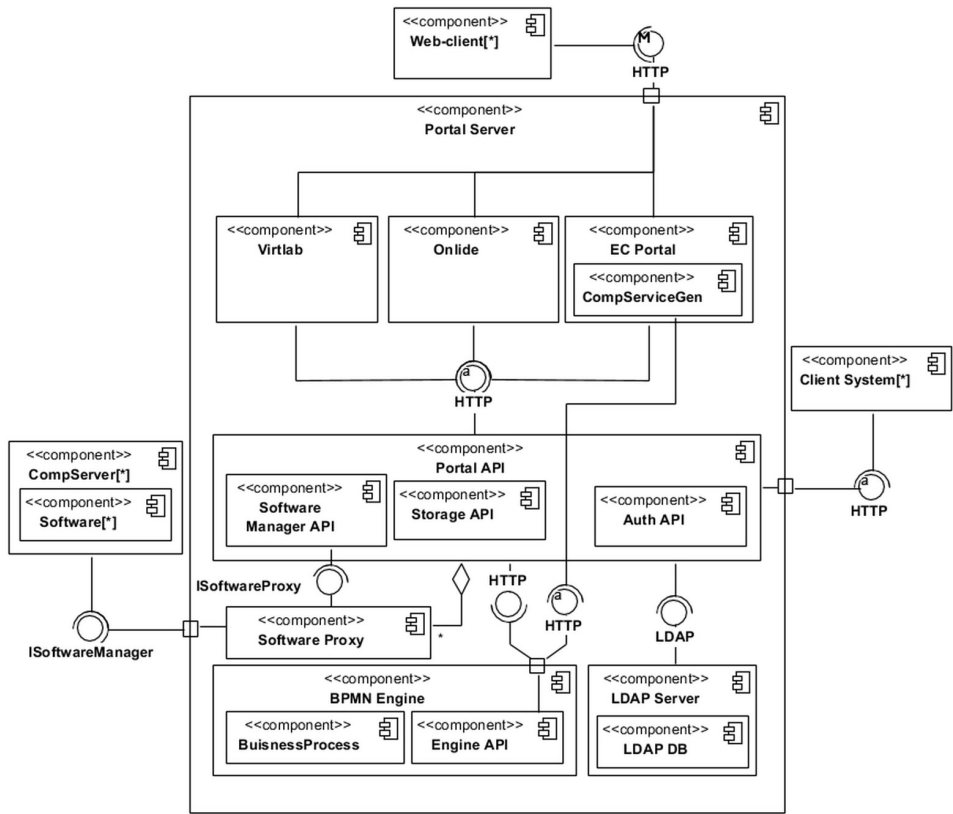 <<component>>
Web-client[*]
M
HTTP
<<component>>
Portal Server
<<component>>
Virtlab
<<component>>
Onlide
<<component>>
EC Portal
<<component>>
CompServiceGen
a
HTTP
<<component>>
Client System[*]
a
HTTP
<<component>>
CompServer[*]
<<component>>
Software[*]
<<component>>
Portal API
<<component>>
Software
Manager API
<<component>>
Storage API
<<component>>
Auth API
ISoftwareProxy
HTTP
a
HTTP
LDAP
ISoftwareManager
<<component>>
Software Proxy
*
<<component>>
BPMN Engine
<<component>>
BuisnessProcess
<<component>>
Engine API
<<component>>
LDAP Server
<<component>>
LDAP DB